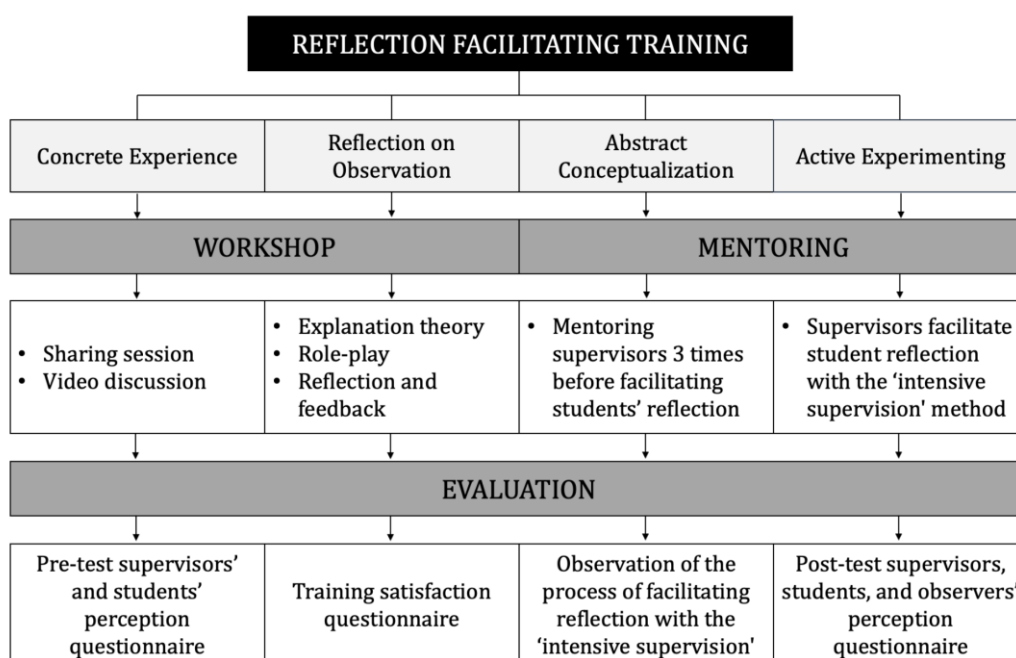 REFLECTION FACILITATING TRAINING
Concrete Experience
Reflection on
Observation
Abstract
Conceptualization
Active Experimenting
WORKSHOP
MENTORING
• Sharing session
• Video discussion
• Explanation theory
• Role-play
• Reflection and
feedback
• Mentoring
supervisors 3 times
before facilitating
students’ reflection
• Supervisors facilitate
student reflection
with the ‘intensive
supervision' method
EVALUATION
Pre-test supervisors’
and students’
perception
questionnaire
Training satisfaction
questionnaire
Observation of the
process of facilitating
reflection with the
‘intensive supervision'
Post-test supervisors,
students, and observers’
perception
questionnaire